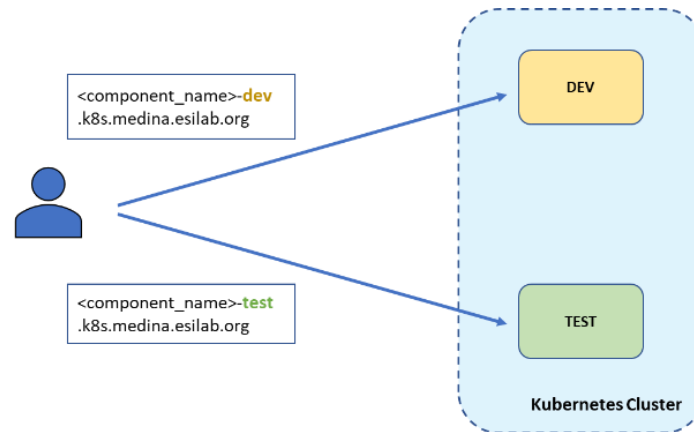 <component_name>-dev
.k8s.medina.esilab.org
DEV
<component_name>-test
.k8s.medina.esilab.org
TEST
Kubernetes Cluster